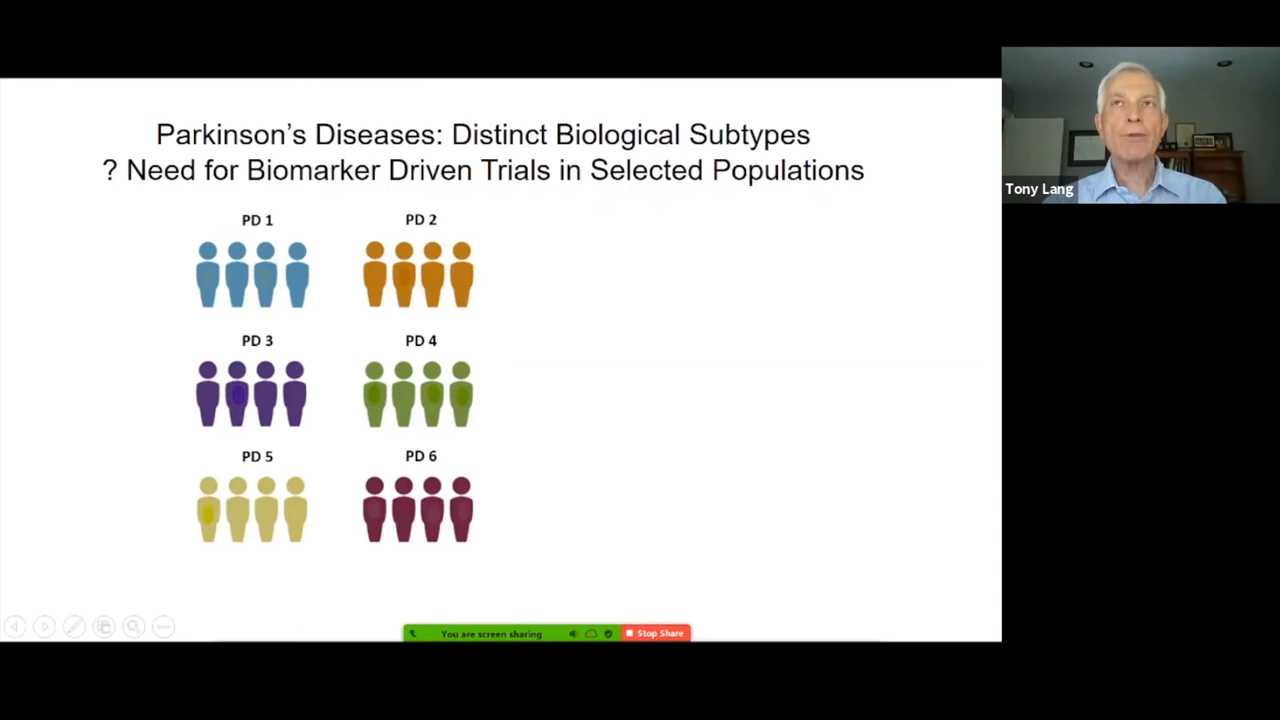 Parkinson's Diseases: Distinct Biological Subtypes
? Need for Biomarker Driven Trials in Selected Populations
Tony Lang
PD 1
PD 2
PD 3
PD 4
PD 5
PD 6
You are screen sharing
Stop Share